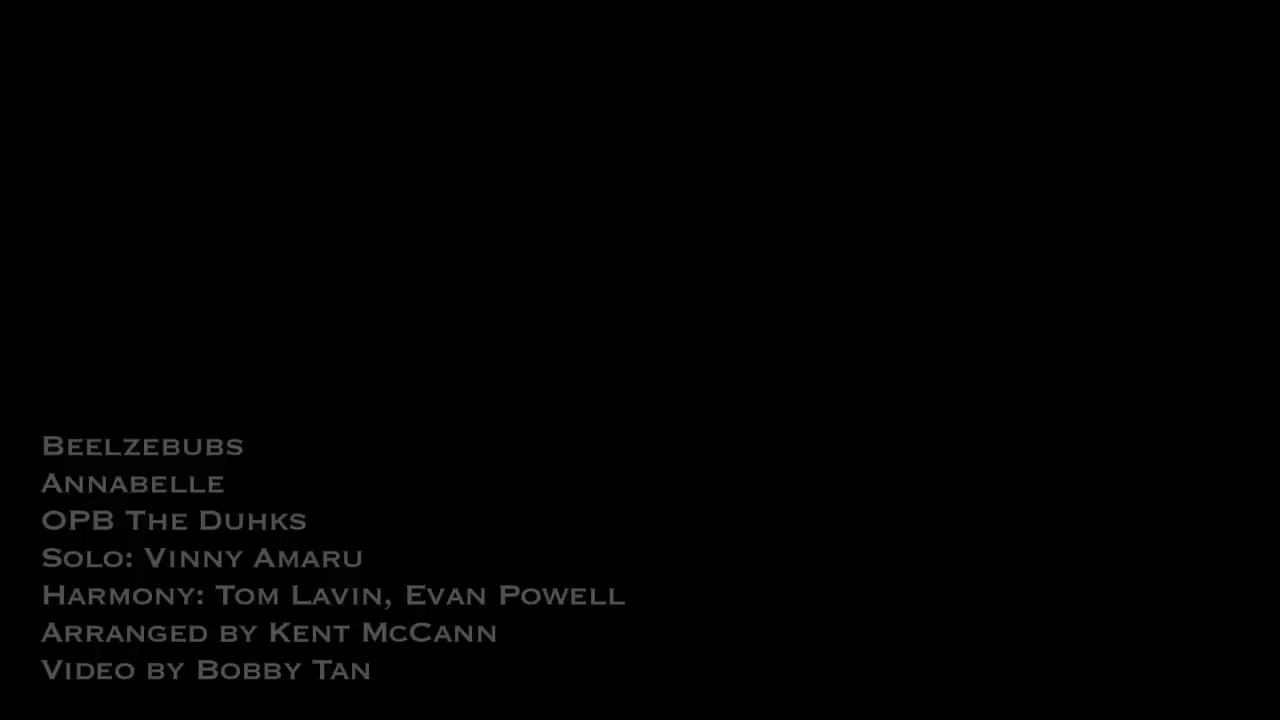 Beelzebubs
Annabelle
OPB The Duhks
Solo: Vinny Amaru
Harmony: Tom Lavin, Evan Powell
Arranged by Kent McCann
Video by Bobby Tan